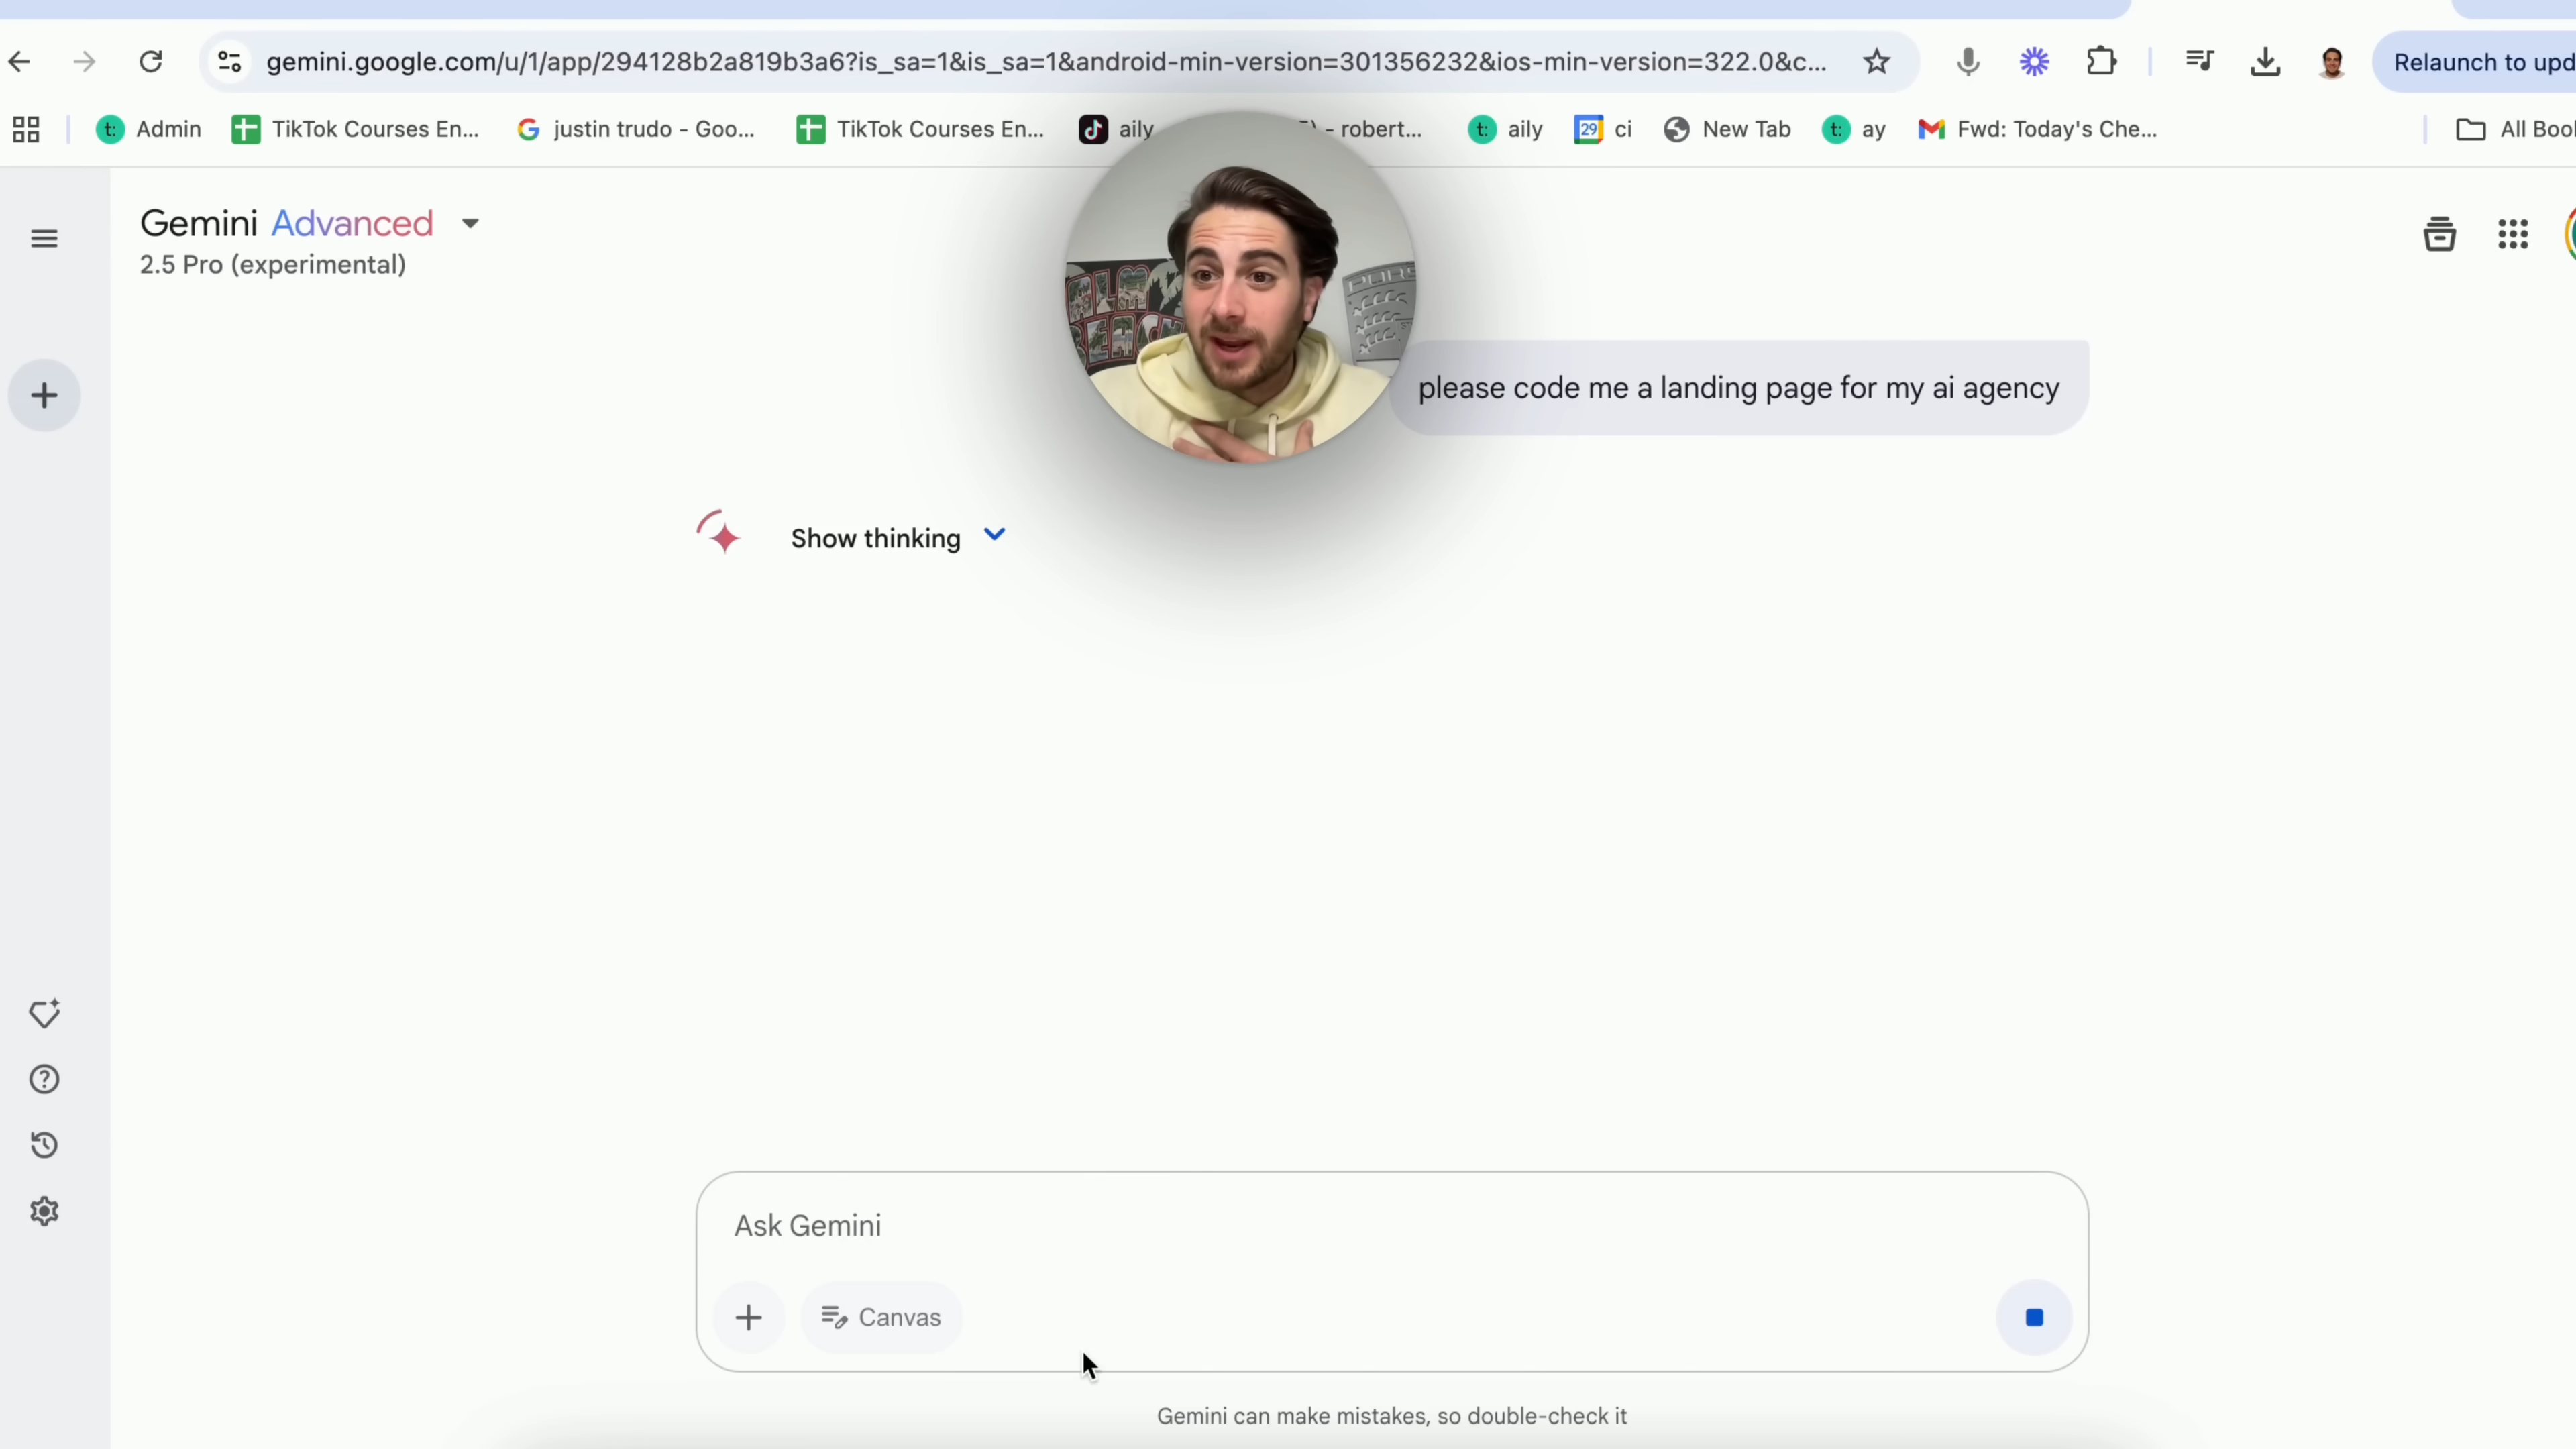 gemini.google.com/u/1/app/294128b2a819b3a6?is_sa=1&is_sa=1&android-min-version=301356232&ios-min-version=322.0&c...
Relaunch to upd
Admin
TikTok Courses En...
justin trudo - Goo...
TikTok Courses En...
aily
- robert...
aily
29
ci
New Tab
ay
Fwd: Today's Che...
All Boo
Gemini Advanced
2.5 Pro (experimental)
please code me a landing page for my ai agency
Show thinking
Ask Gemini
Canvas
Gemini can make mistakes, so double-check it